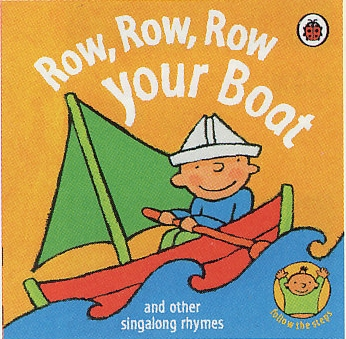 Row, Row, Row
your Boat
and other
singalong rhymes
follow the steps